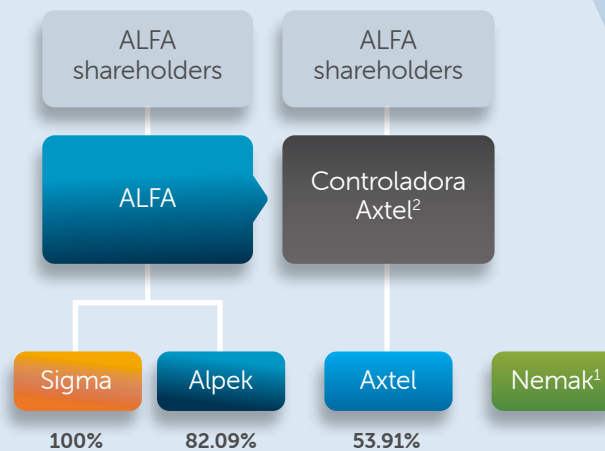 ALFA
shareholders
ALFA
shareholders
ALFA
Controladora
Axtel²
Sigma
Alpek
Axtel
Nemak¹
100%
82.09%
53.91%